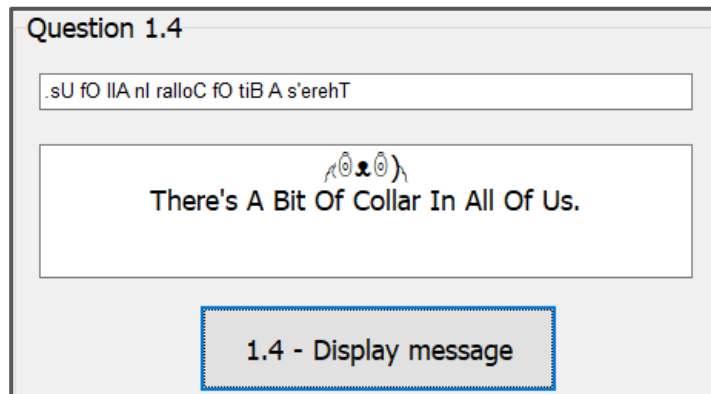 Question 1.4
.sU fO llA nI ralloC fO tiB A s'erehT
There's A Bit Of Collar In All Of Us.
1.4 - Display message